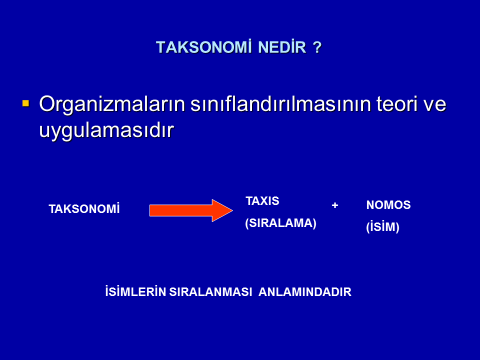 TAKSONOMİ NEDİR ?
Organizmaların sınıflandırılmasının teori ve
uygulamasıdır
TAKSONOMİ
TAXIS + NOMOS
(SIRALAMA) (İSİM)
İSİMLERİN SIRALANMASI ANLAMINDADIR